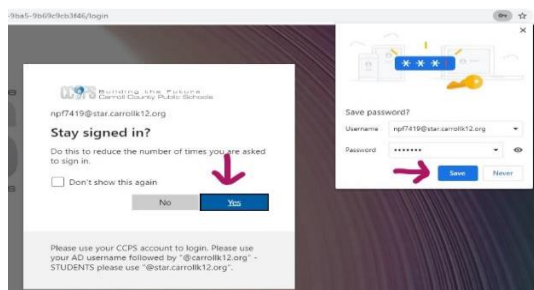 -9ba5-9b69c9cb3f46/login
CCPS Building the Future
Carroll County Public Schools
npf7419@star.carrollk12.org
Stay signed in?
Do this to reduce the number of times you are asked
to sign in.
Don't show this again
No
Yes
Please use your CCPS account to login. Please use
your AD username followed by "@carrollk12.org" -
STUDENTS please use "@star.carrollk12.org".
***
Save password?
Username npf7419@star.carrollk12.org
Password •••••••
Save
Never